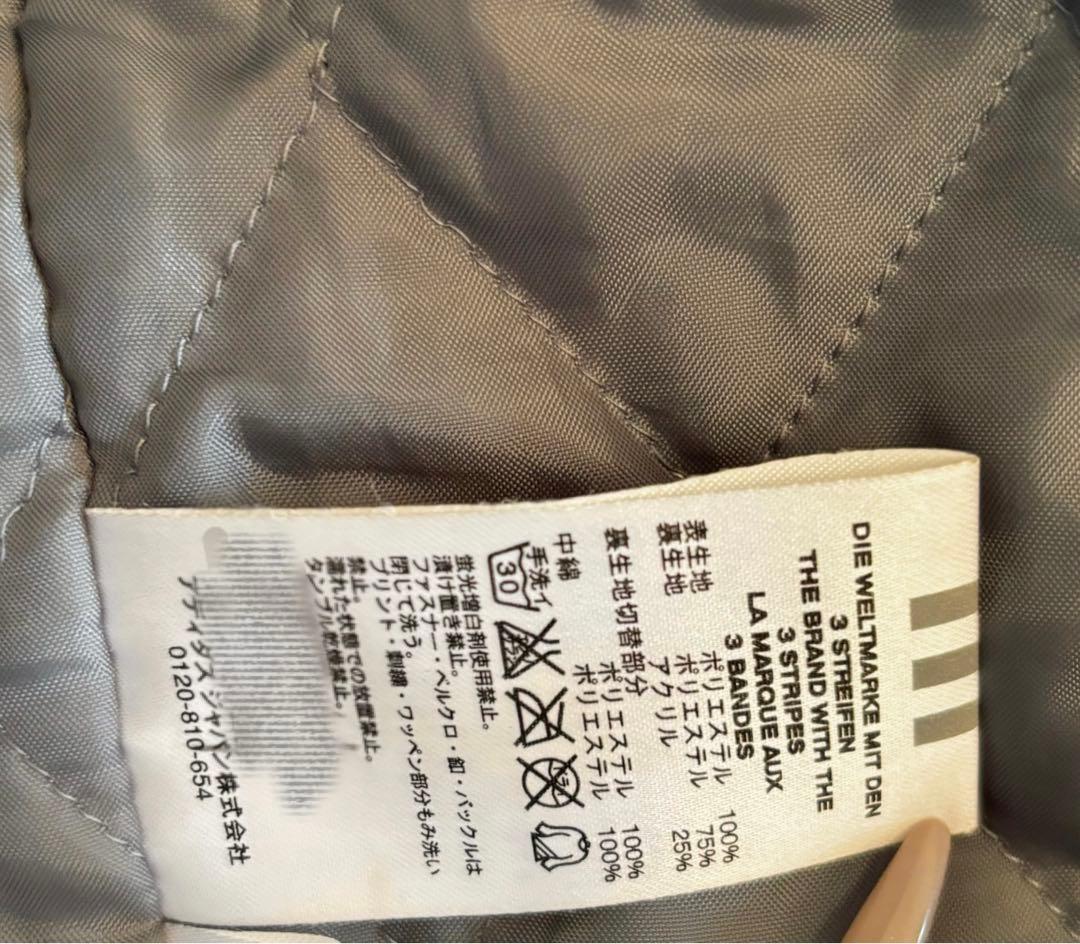 DIE WELTMARKE MIT DEN
3 STREIFEN
THE BRAND WITH THE
3 STRIPES
LA MARQUE AUX
3 BANDES
表生地 ポリエステル 100%
裏生地 ポリエステル 75%
アクリル 25%
裏生地切替部分
ポリエステル 100%
中綿 ポリエステル 100%
手洗イ
30
蛍光増白剤使用禁止。
漬け置き禁止。
ファスナー・ベルクロ・釦・バックルは
閉じて洗う。
プリント・刺繍・ワッペン部分もみ洗い
禁止。
濡れた状態での放置禁止。
タンブル乾燥禁止。
アディダス ジャパン株式会社
0120-810-654